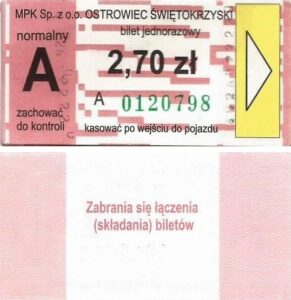 MPK Sp. z o.o. OSTROWIEC ŚWIĘTOKRZYSKI
normalny
bilet jednorazowy
A
2,70 zł
A 0120798
zachować
do kontroli
kasować po wejściu do pojazdu
Zabrania się łączenia
(składania) biletów